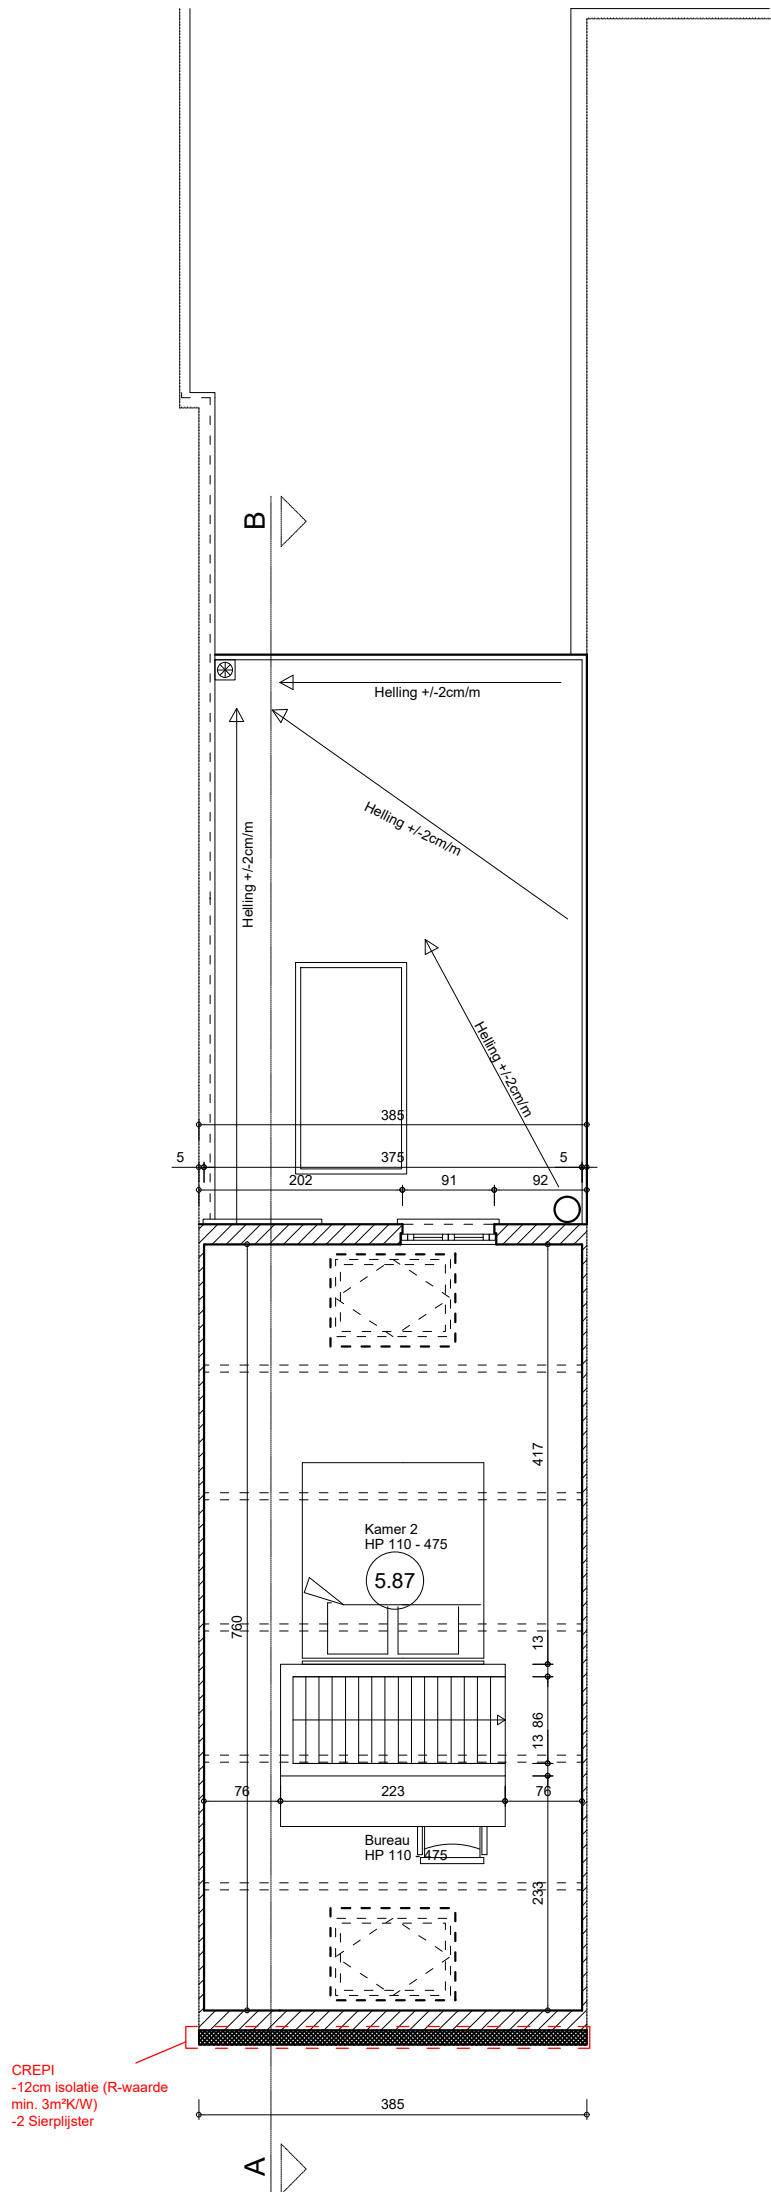 B
Helling +/-2cm/m
Helling +/-2cm/m
Helling +/-2cm/m
Helling +/-2cm/m
385
5
375
5
202
91
92
417
Kamer 2
HP 110 - 475
5.87
760
13
86
13
76
223
76
Bureau
HP 110 - 475
233
CREPI
-12cm isolatie (R-waarde
min. 3m²K/W)
-2 Sierplijster
385
A